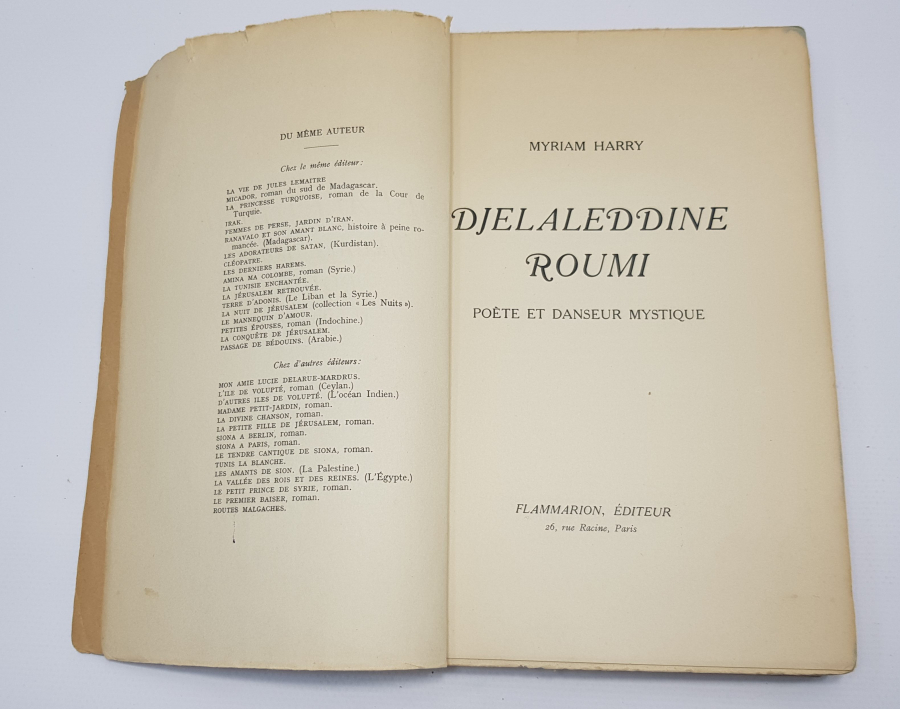 DU MÊME AUTEUR
Chez le même éditeur:
LA VIE DE JULES LEMAITRE
MICADOR, roman du sud de Madagascar.
LA PRINCESSE TURQUOISE, roman de la Cour de
Turquie.
IRAK.
FEMMES DE PERSE, JARDIN D'IRAN.
RANAVALO ET SON AMANT BLANC, histoire à peine ro-
mancée. (Madagascar).
LES ADORATEURS DE SATAN, (Kurdistan).
CLÉOPATRE.
LES DERNIERS HAREMS.
AMINA MA COLOMBE, roman (Syrie.)
LA TUNISIE ENCHANTÉE.
LA JÉRUSALEM RETROUVÉE.
TERRE D'ADONIS. (Le Liban et la Syrie.)
LA NUIT DE JÉRUSALEM (collection « Les Nuits »).
LE MANNEQUIN D'AMOUR.
PETITES ÉPOUSES, roman (Indochine.)
LA CONQUÊTE DE JÉRUSALEM.
PASSAGE DE BÉDOUINS. (Arabie.)
Chez d'autres éditeurs:
MON AMIE LUCIE DELARUE-MARDRUS.
L'ILE DE VOLUPTÉ, roman (Ceylan.)
D'AUTRES ILES DE VOLUPTÉ. (L'océan Indien.)
MADAME PETIT-JARDIN, roman.
LA DIVINE CHANSON, roman.
LA PETITE FILLE DE JÉRUSALEM, roman.
SIONA A BERLIN, roman.
SIONA A PARIS, roman.
LE TENDRE CANTIQUE DE SIONA, roman.
TUNIS LA BLANCHE.
LES AMANTS DE SION. (La Palestine.)
LA VALLÉE DES ROIS ET DES REINES. (L'Égypte.)
LE PETIT PRINCE DE SYRIE, roman.
LE PREMIER BAISER, roman.
ROUTES MALGACHES.
MYRIAM HARRY
DJELALEDDINE
ROUMI
POÈTE ET DANSEUR MYSTIQUE
FLAMMARION, ÉDITEUR
26, rue Racine, Paris